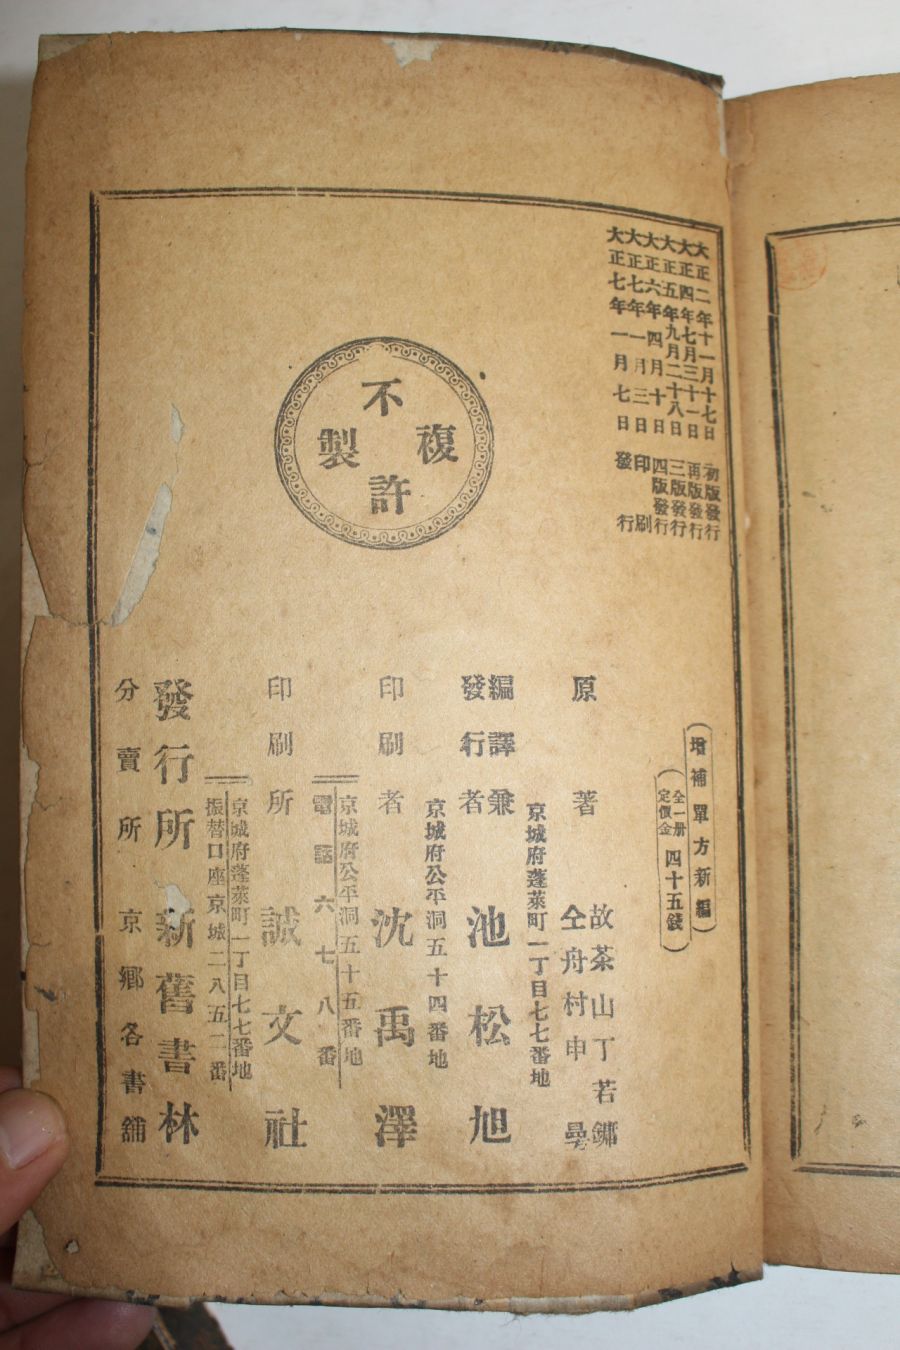 大正二年十一月十七日 初版發行
大正四年七月三十一日 再版發行
大正五年九月二十八日 三版發行
大正六年四月十日 四版發行
大正七年一月三日 印刷
大正七年一月七日 發行
不許複製
增補單方新編
全一册
定價金
四十五錢
原著
故茶山丁若鏞
仝舟村申曼
京城府蓬萊町一丁目七七番地
編譯兼
發行者
池松旭
京城府公平洞五十四番地
印刷者 沈禹澤
京城府公平洞五十五番地
電話六七八番
印刷所 誠文社
京城府蓬萊町一丁目七七番地
振替口座京城二八五二番
發行所 新舊書林
分賣所 京鄉各書舖